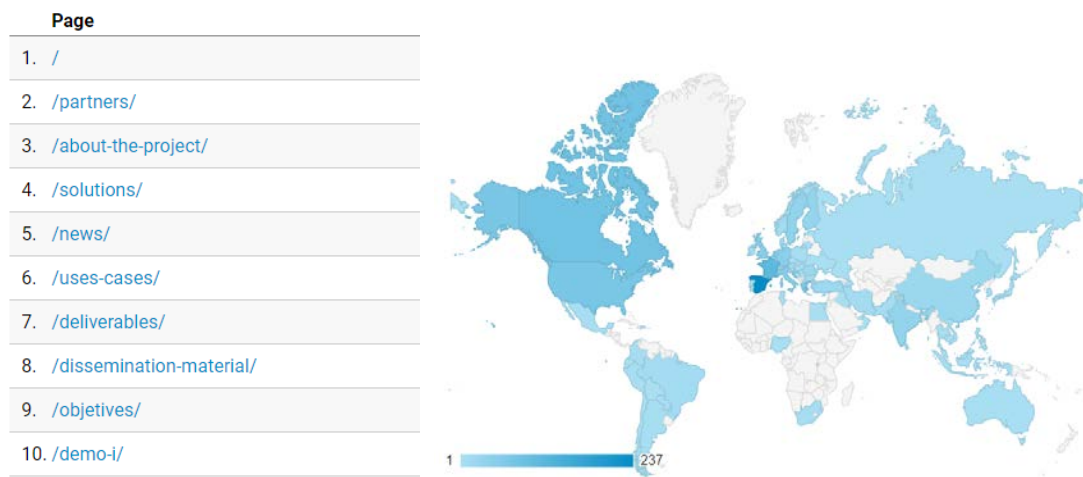 Page
1. /
2. /partners/
3. /about-the-project/
4. /solutions/
5. /news/
6. /uses-cases/
7. /deliverables/
8. /dissemination-material/
9. /objetives/
10. /demo-i/
1 237